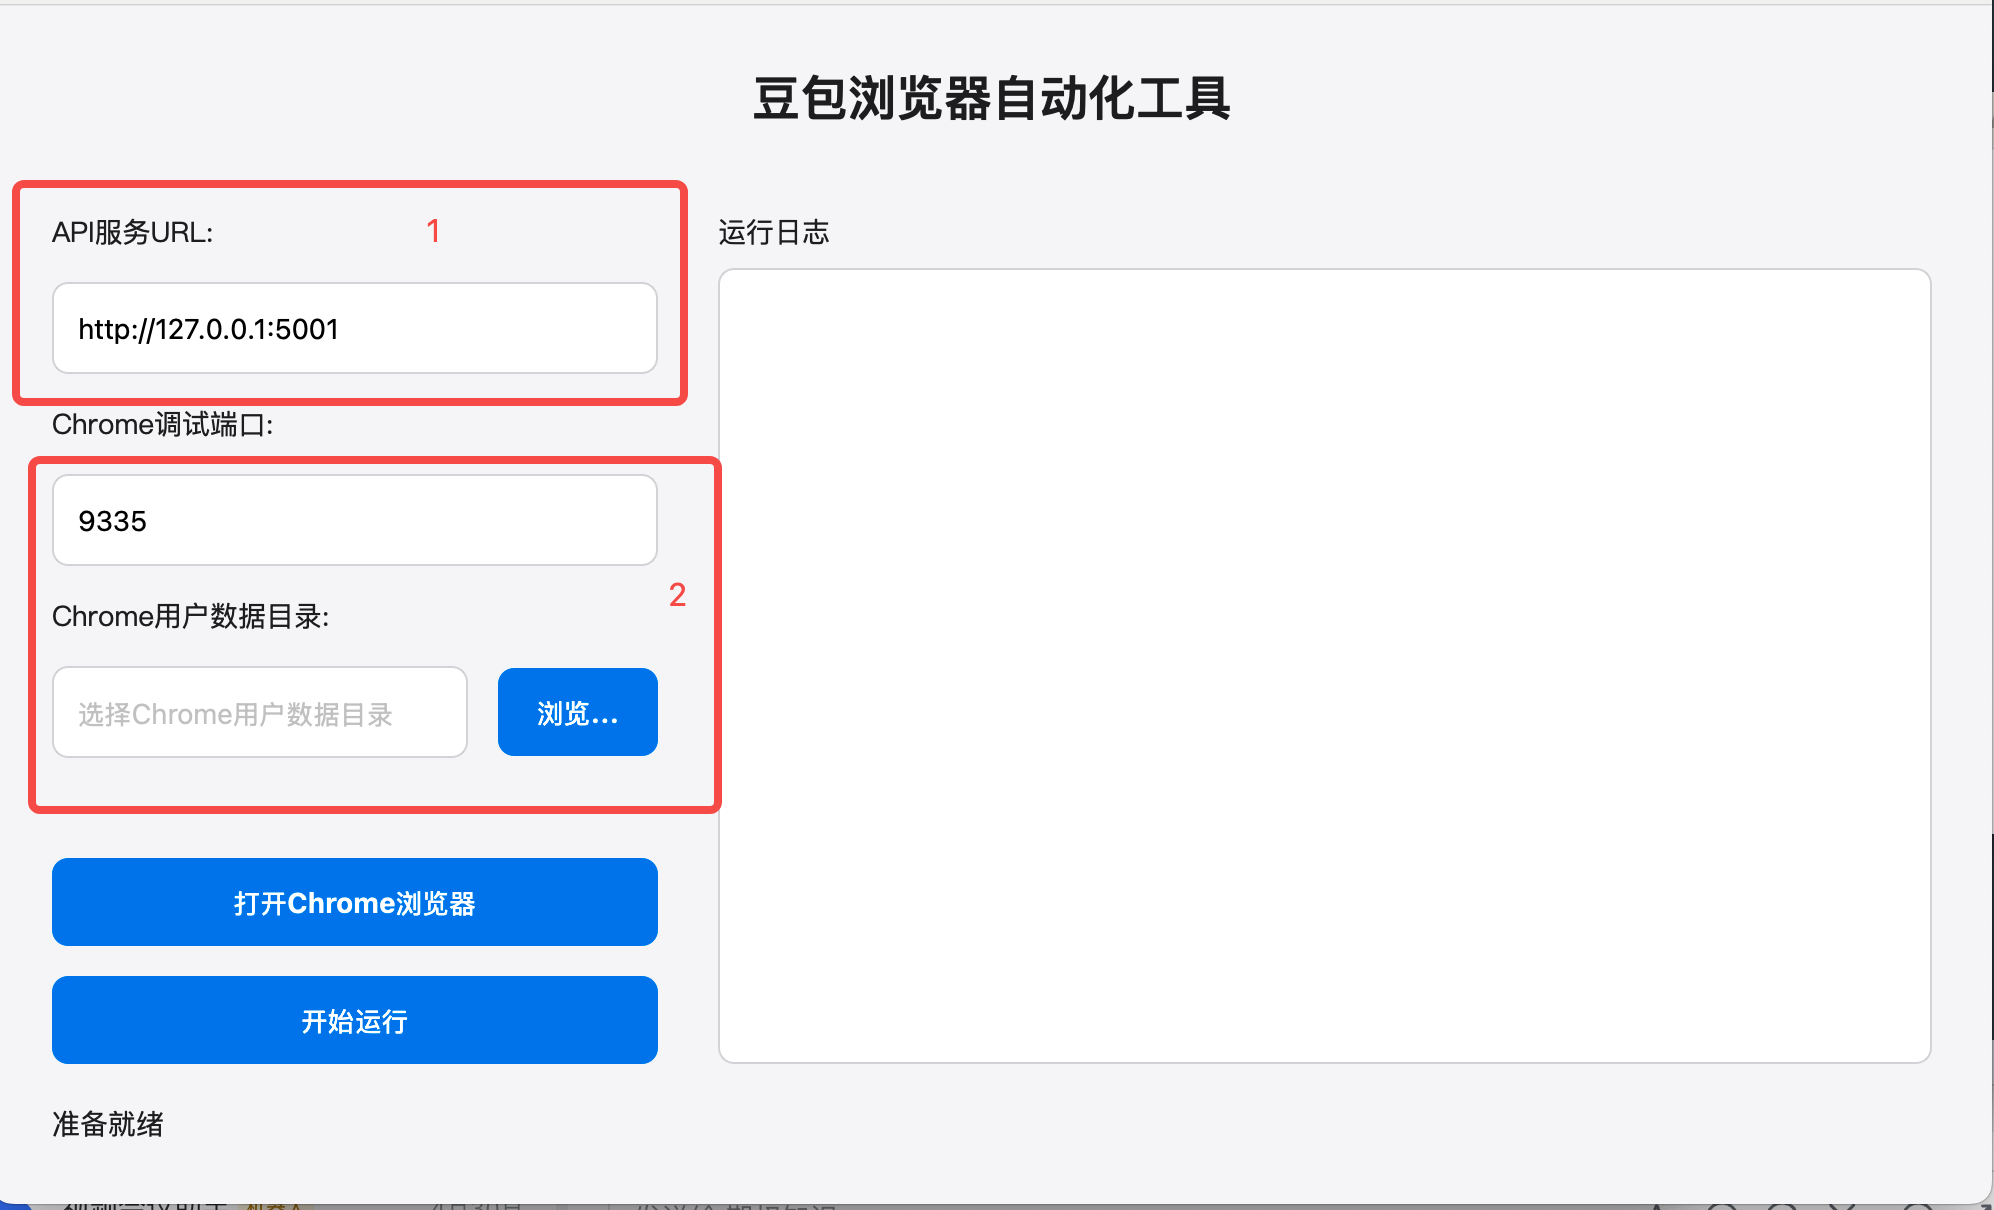 豆包浏览器自动化工具
API服务URL:
1
http://127.0.0.1:5001
Chrome调试端口:
9335
2
Chrome用户数据目录:
选择Chrome用户数据目录
浏览...
打开Chrome浏览器
开始运行
准备就绪
运行日志